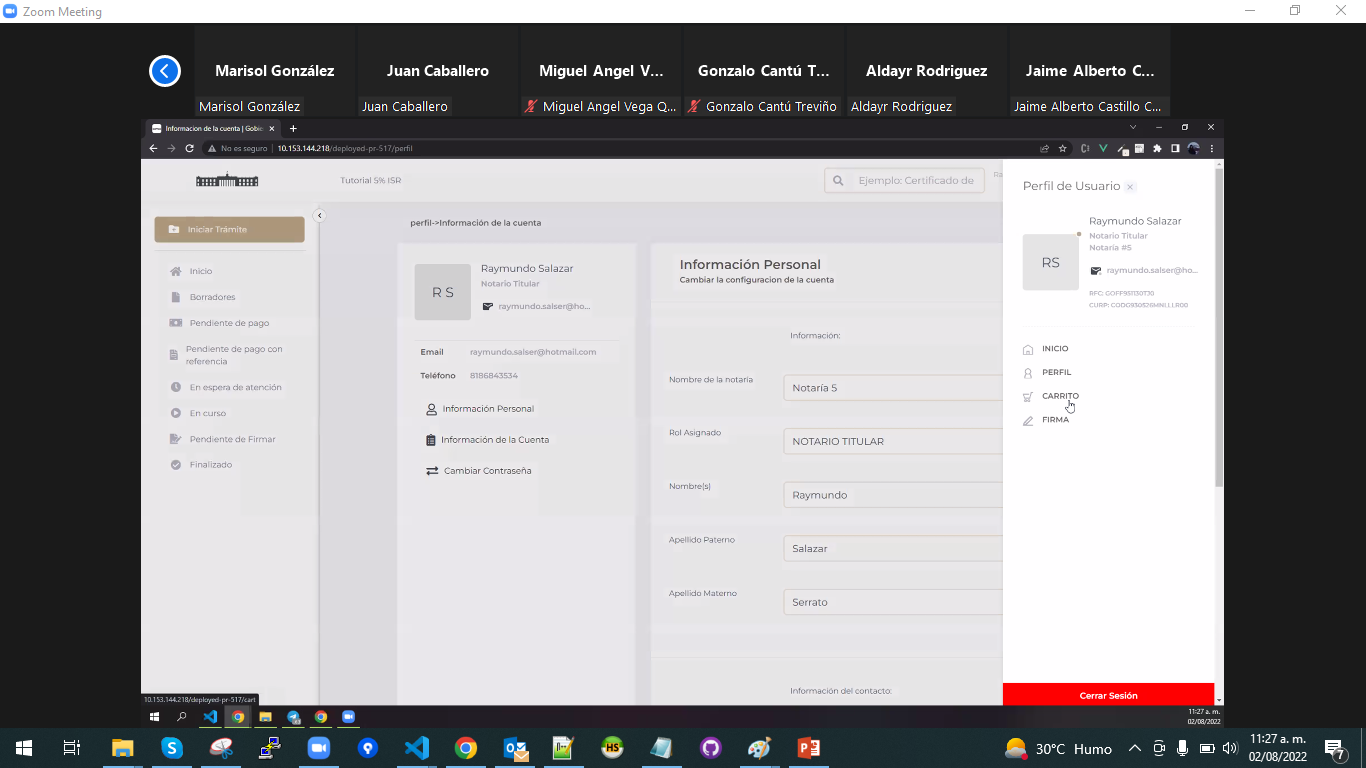 Zoom Meeting
Marisol González
Juan Caballero
Miguel Angel V...
Gonzalo Cantú T...
Aldayr Rodriguez
Jaime Alberto C...
Marisol González
Juan Caballero
Miguel Angel Vega Q...
Gonzalo Cantú Treviño
Aldayr Rodriguez
Jaime Alberto Castillo C...
Informacion de la cuenta | Gobie
No es seguro | 10.153.144.218/deployed-pr-517/perfil
Tutorial 5% ISR
Ejemplo: Certificado de
Ra
Iniciar Trámite
Inicio
Borradores
Pendiente de pago
Pendiente de pago con
referencia
En espera de atención
En curso
Pendiente de Firmar
Finalizado
perfil->Información de la cuenta
R S
Raymundo Salazar
Notario Titular
raymundo.salser@ho...
Email raymundo.salser@hotmail.com
Teléfono 8186843534
Información Personal
Información de la Cuenta
Cambiar Contraseña
Información Personal
Cambiar la configuracion de la cuenta
Información:
Nombre de la notaría
Notaría 5
Rol Asignado
NOTARIO TITULAR
Nombre(s)
Raymundo
Apellido Paterno
Salazar
Apellido Materno
Serrato
Información del contacto:
Perfil de Usuario
RS
Raymundo Salazar
Notario Titular
Notaría #5
raymundo.salser@ho...
INICIO
PERFIL
CARRITO
FIRMA
Cerrar Sesión
10.153.144.218/deployed-pr-517/cart
11:27 a. m.
02/08/2022
30°C Humo
11:27 a. m.
02/08/2022
7